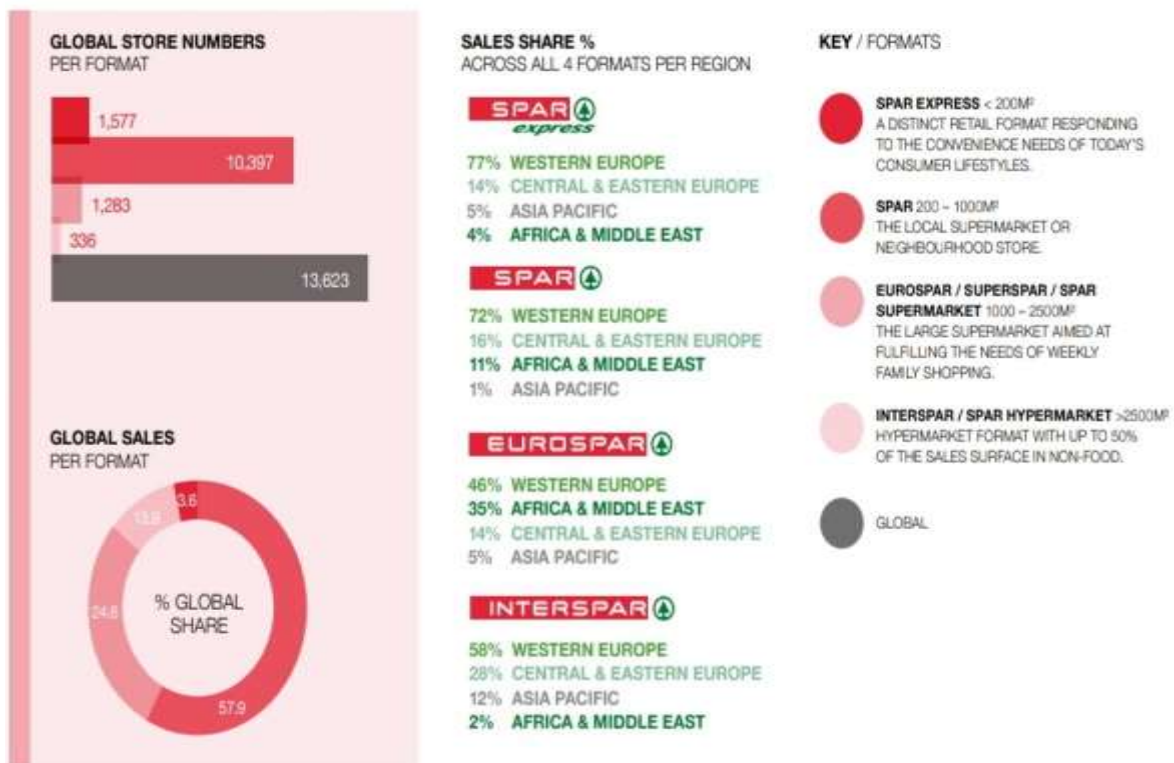 GLOBAL STORE NUMBERS
PER FORMAT
1,577
10,397
1,283
336
13,623
GLOBAL SALES
PER FORMAT
3.6
13.9
24.6
57.9
% GLOBAL
SHARE
SALES SHARE %
ACROSS ALL 4 FORMATS PER REGION
SPAR
express
77% WESTERN EUROPE
14% CENTRAL & EASTERN EUROPE
5% ASIA PACIFIC
4% AFRICA & MIDDLE EAST
SPAR
72% WESTERN EUROPE
16% CENTRAL & EASTERN EUROPE
11% AFRICA & MIDDLE EAST
1% ASIA PACIFIC
EUROSPAR
46% WESTERN EUROPE
35% AFRICA & MIDDLE EAST
14% CENTRAL & EASTERN EUROPE
5% ASIA PACIFIC
INTERSPAR
58% WESTERN EUROPE
28% CENTRAL & EASTERN EUROPE
12% ASIA PACIFIC
2% AFRICA & MIDDLE EAST
KEY / FORMATS
SPAR EXPRESS < 200M²
A DISTINCT RETAIL FORMAT RESPONDING
TO THE CONVENIENCE NEEDS OF TODAY'S
CONSUMER LIFESTYLES.
SPAR 200 – 1000M²
THE LOCAL SUPERMARKET OR
NEIGHBOURHOOD STORE.
EUROSPAR / SUPERSPAR / SPAR
SUPERMARKET 1000 – 2500M²
THE LARGE SUPERMARKET AIMED AT
FULFILLING THE NEEDS OF WEEKLY
FAMILY SHOPPING.
INTERSPAR / SPAR HYPERMARKET >2500M²
HYPERMARKET FORMAT WITH UP TO 50%
OF THE SALES SURFACE IN NON-FOOD.
GLOBAL